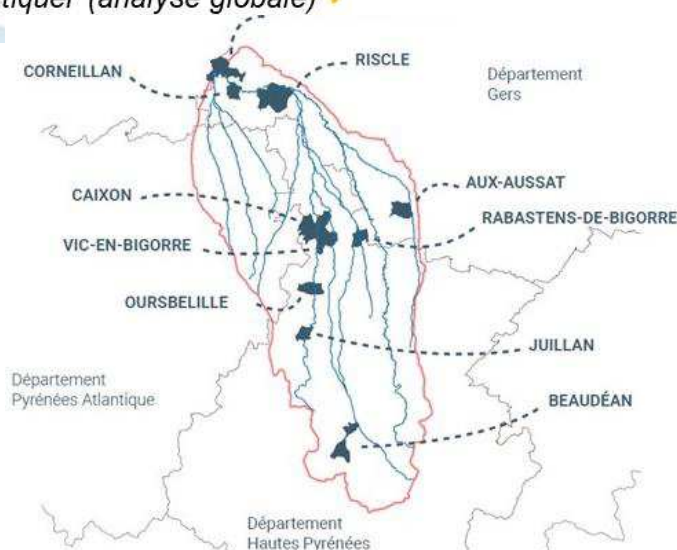 tiquer (analyse globale)
CORNEILLAN
RISCLE
Département
Gers
CAIXON
AUX-AUSSAT
RABASTENS-DE-BIGORRE
VIC-EN-BIGORRE
OURSBELILLE
JUILLAN
Département
Pyrénées Atlantique
BEAUDÉAN
Département
Hautes Pyrénées